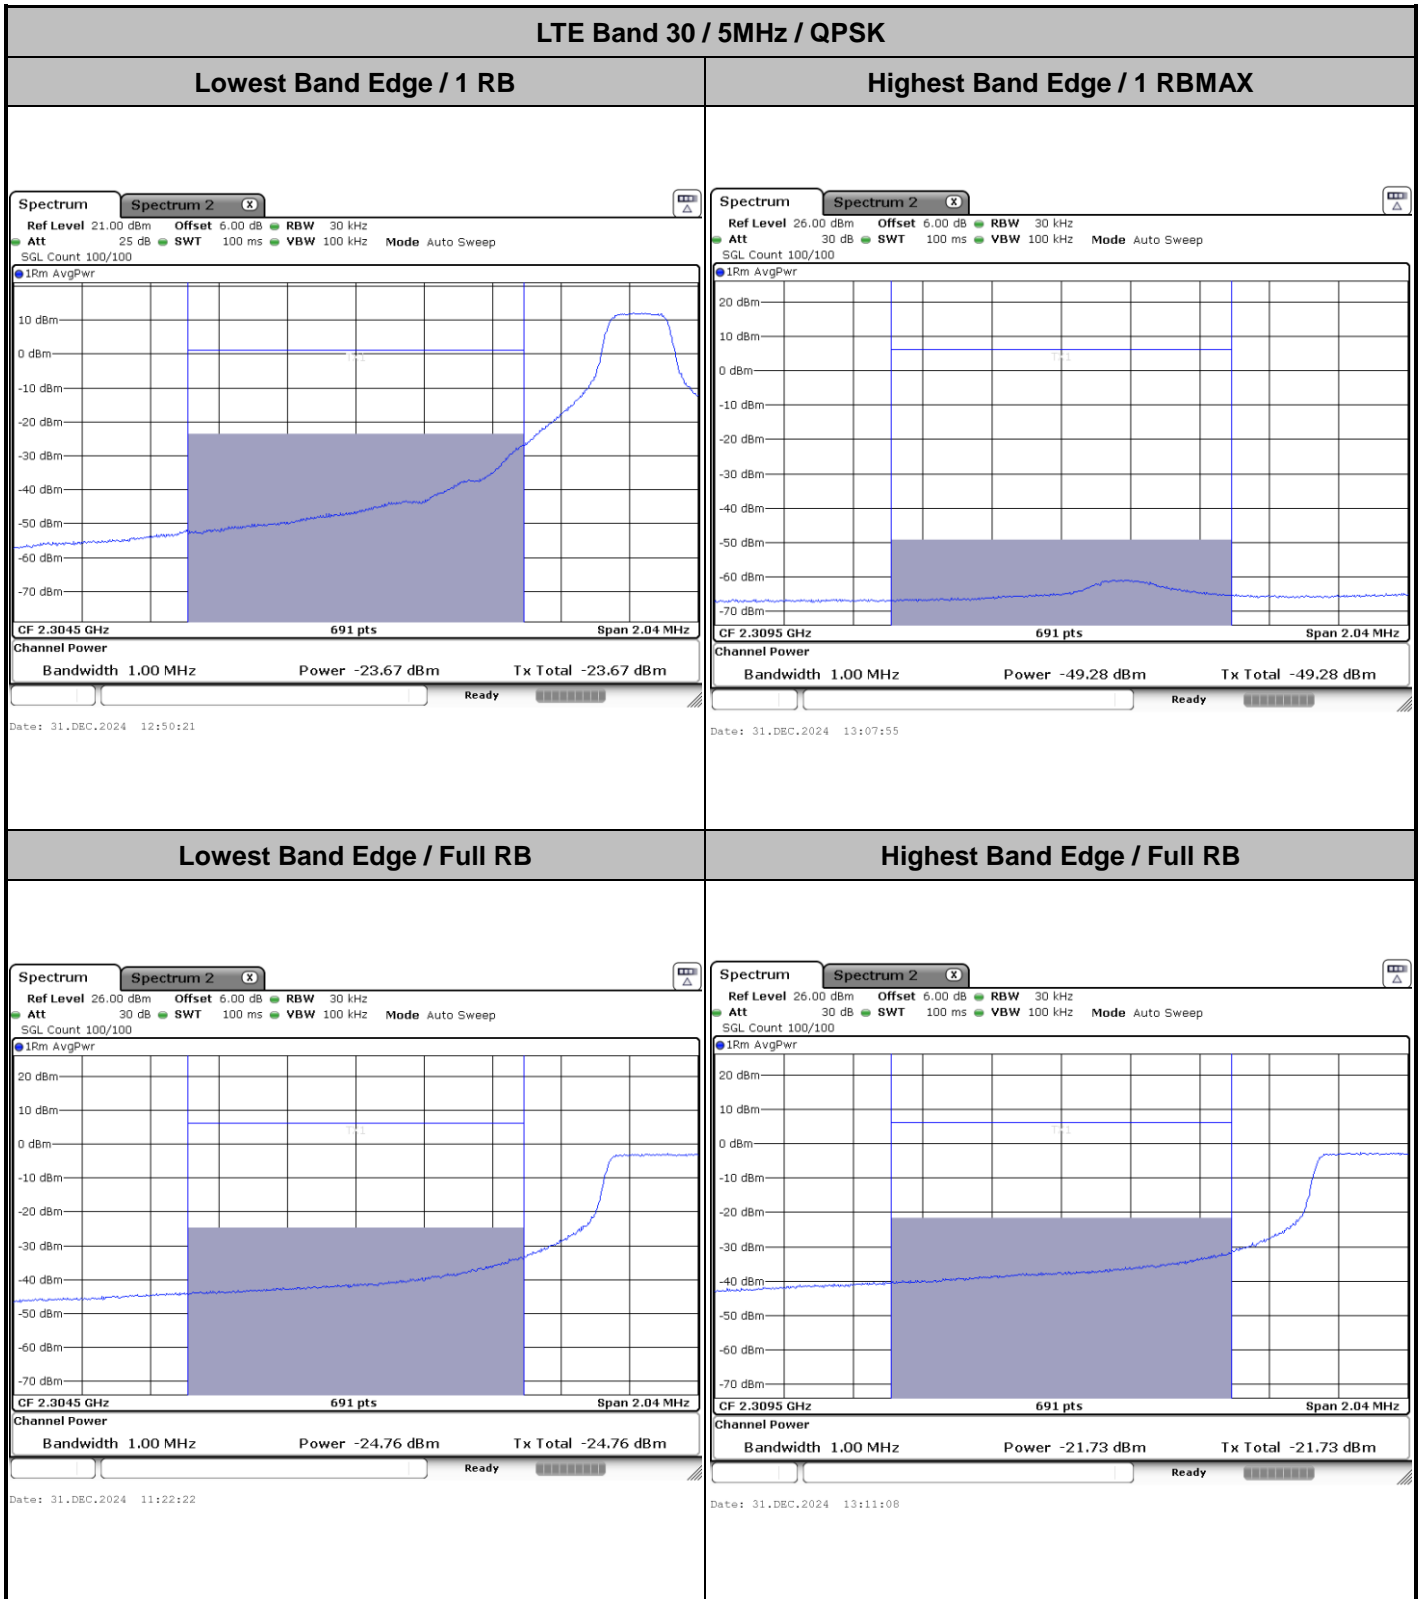 LTE Band 30 / 5MHz / QPSK
Lowest Band Edge / 1 RB
Highest Band Edge / 1 RBMAX
Spectrum Spectrum 2 X
Ref Level 21.00 dBm Offset 6.00 dB RBW 30 kHz
Att 25 dB SWT 100 ms VBW 100 kHz Mode Auto Sweep
SGL Count 100/100
1Rm AvgPwr
10 dBm
0 dBm
TX1
-10 dBm
-20 dBm
-30 dBm
-40 dBm
-50 dBm
-60 dBm
-70 dBm
CF 2.3045 GHz 691 pts Span 2.04 MHz
Channel Power
Bandwidth 1.00 MHz Power -23.67 dBm Tx Total -23.67 dBm
Ready
Date: 31.DEC.2024 12:50:21
Spectrum Spectrum 2 X
Ref Level 26.00 dBm Offset 6.00 dB RBW 30 kHz
Att 30 dB SWT 100 ms VBW 100 kHz Mode Auto Sweep
SGL Count 100/100
1Rm AvgPwr
20 dBm
10 dBm
TX1
0 dBm
-10 dBm
-20 dBm
-30 dBm
-40 dBm
-50 dBm
-60 dBm
-70 dBm
CF 2.3095 GHz 691 pts Span 2.04 MHz
Channel Power
Bandwidth 1.00 MHz Power -49.28 dBm Tx Total -49.28 dBm
Ready
Date: 31.DEC.2024 13:07:55
Lowest Band Edge / Full RB
Highest Band Edge / Full RB
Spectrum Spectrum 2 X
Ref Level 26.00 dBm Offset 6.00 dB RBW 30 kHz
Att 30 dB SWT 100 ms VBW 100 kHz Mode Auto Sweep
SGL Count 100/100
1Rm AvgPwr
20 dBm
10 dBm
TX1
0 dBm
-10 dBm
-20 dBm
-30 dBm
-40 dBm
-50 dBm
-60 dBm
-70 dBm
CF 2.3045 GHz 691 pts Span 2.04 MHz
Channel Power
Bandwidth 1.00 MHz Power -24.76 dBm Tx Total -24.76 dBm
Ready
Date: 31.DEC.2024 11:22:22
Spectrum Spectrum 2 X
Ref Level 26.00 dBm Offset 6.00 dB RBW 30 kHz
Att 30 dB SWT 100 ms VBW 100 kHz Mode Auto Sweep
SGL Count 100/100
1Rm AvgPwr
20 dBm
10 dBm
TX1
0 dBm
-10 dBm
-20 dBm
-30 dBm
-40 dBm
-50 dBm
-60 dBm
-70 dBm
CF 2.3095 GHz 691 pts Span 2.04 MHz
Channel Power
Bandwidth 1.00 MHz Power -21.73 dBm Tx Total -21.73 dBm
Ready
Date: 31.DEC.2024 13:11:08